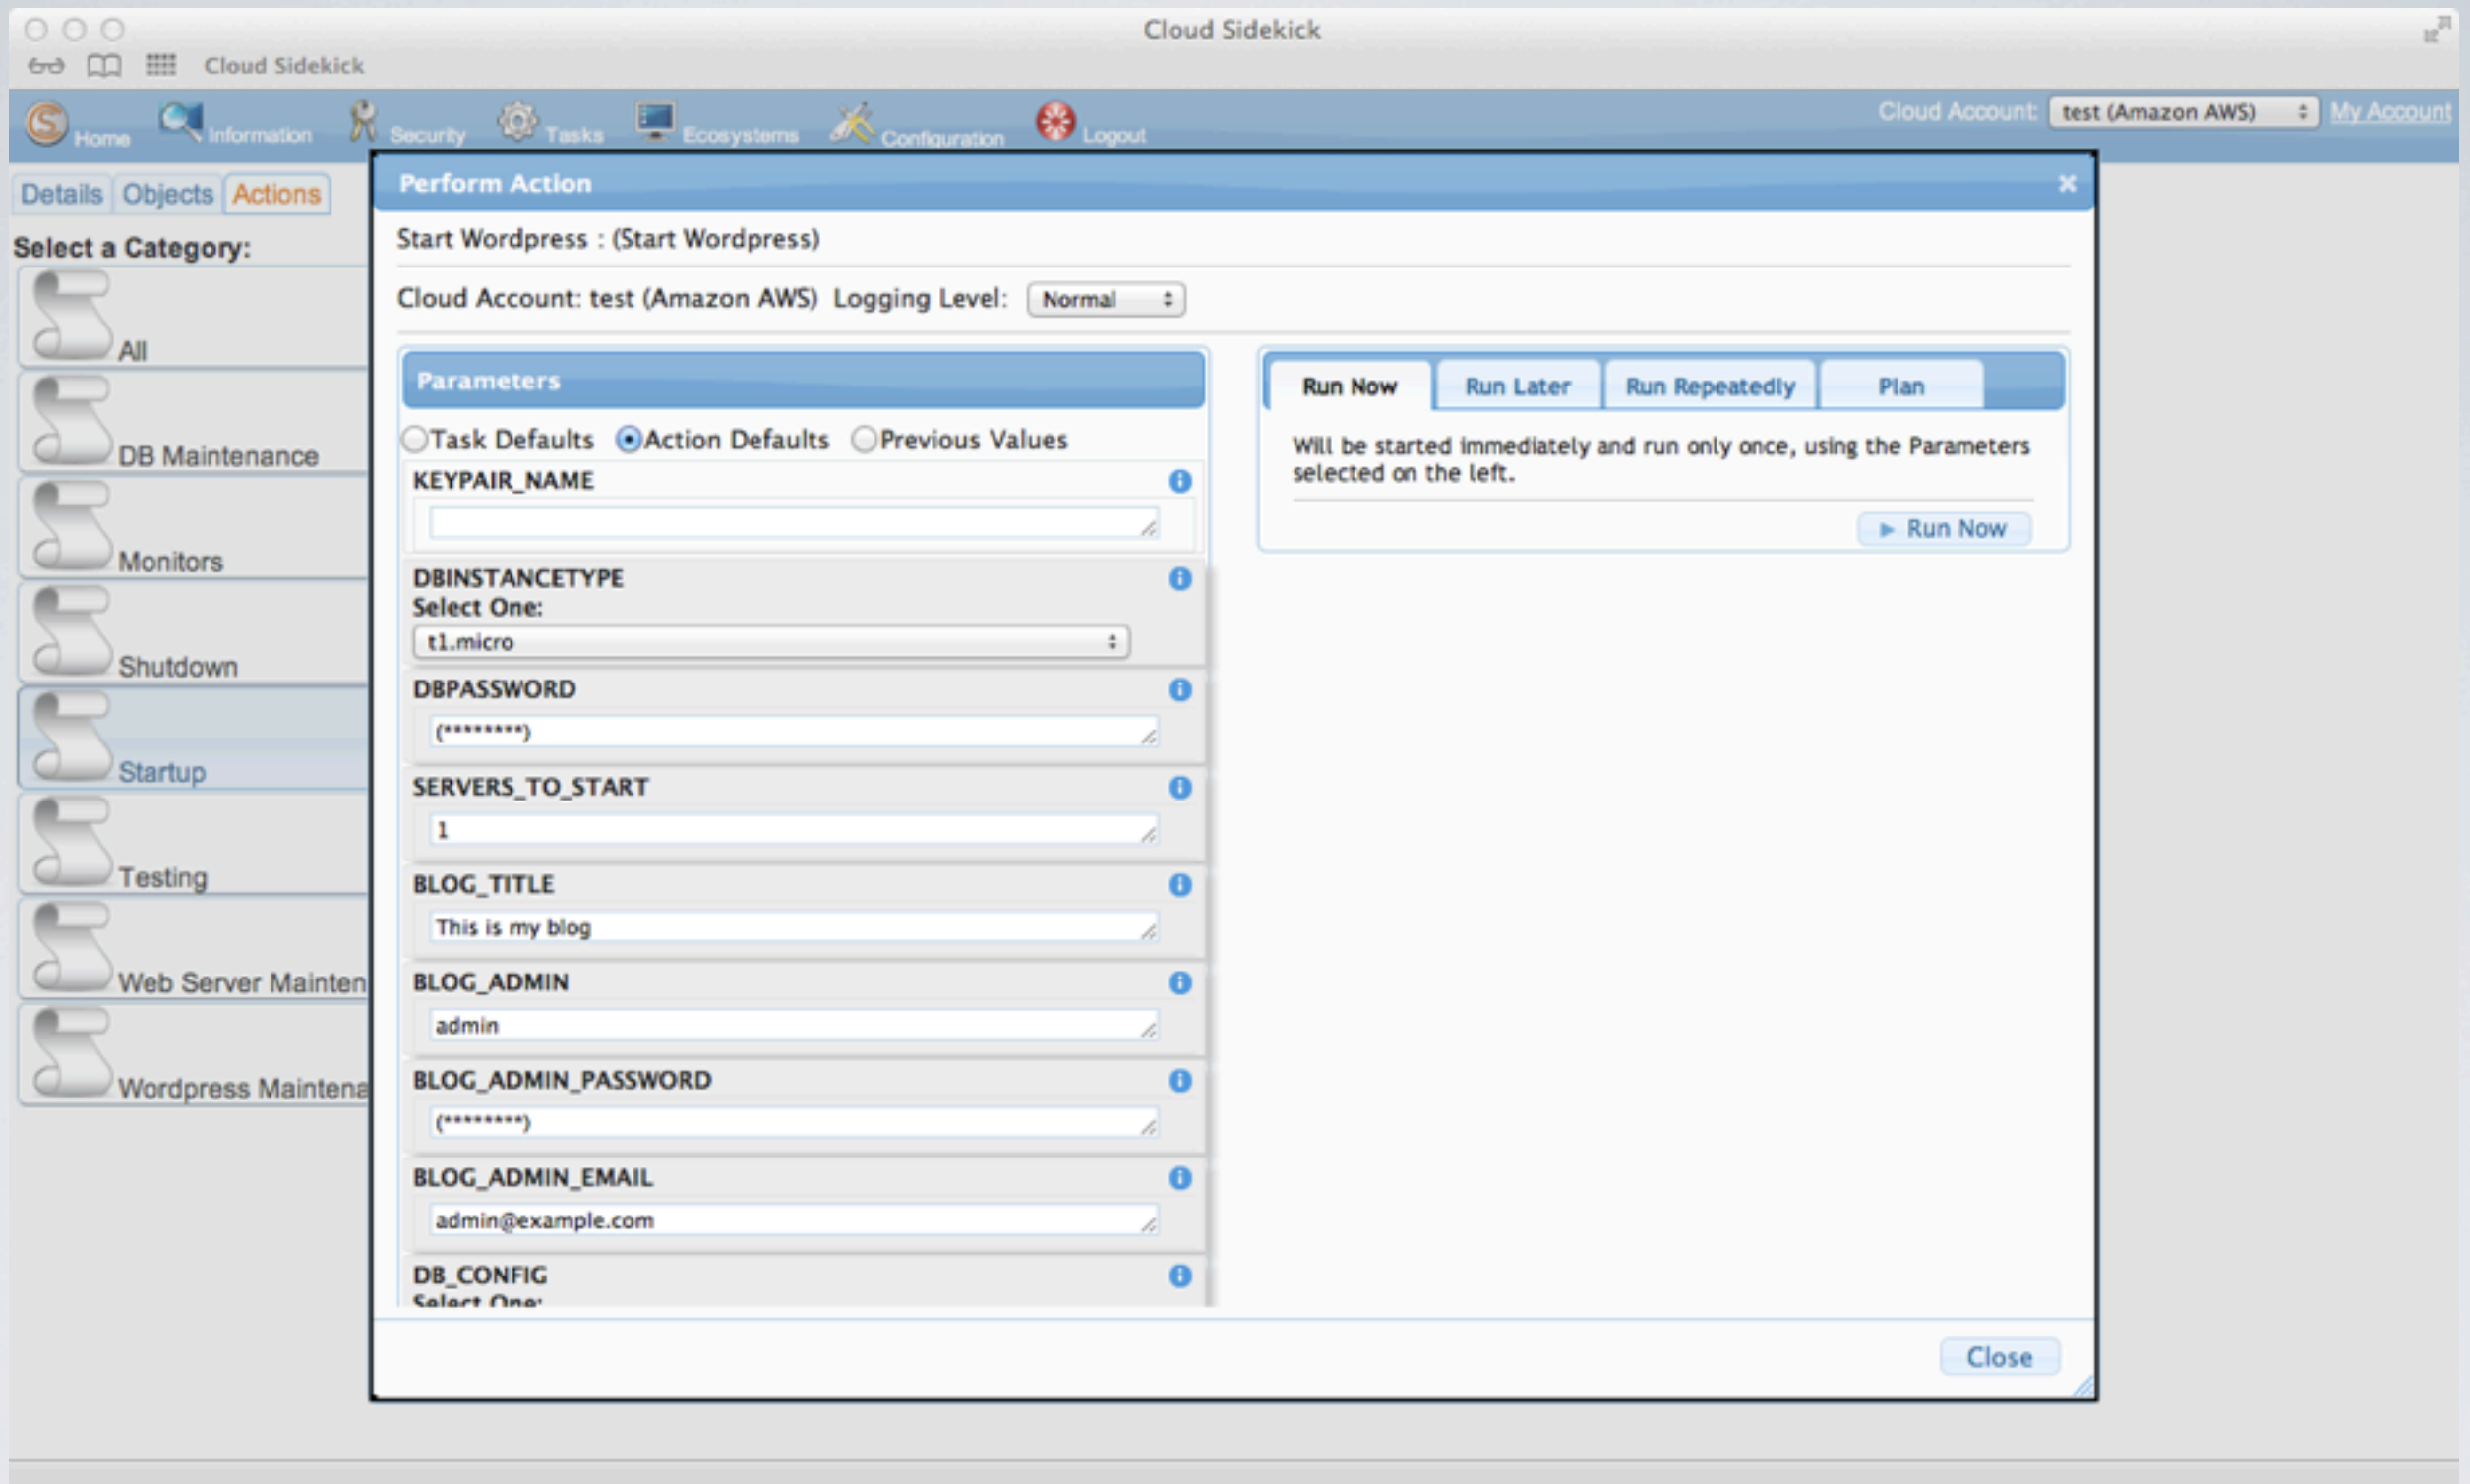 Cloud Sidekick
Cloud Sidekick
Home Information Security Tasks Ecosystems Configuration Logout
Cloud Account: test (Amazon AWS) My Account
Details Objects Actions
Select a Category:
All
DB Maintenance
Monitors
Shutdown
Startup
Testing
Web Server Mainten
Wordpress Maintena
Perform Action
Start Wordpress : (Start Wordpress)
Cloud Account: test (Amazon AWS) Logging Level: Normal
Parameters
Task Defaults Action Defaults Previous Values
KEYPAIR_NAME
DBINSTANCETYPE
Select One:
t1.micro
DBPASSWORD
(********)
SERVERS_TO_START
1
BLOG_TITLE
This is my blog
BLOG_ADMIN
admin
BLOG_ADMIN_PASSWORD
(********)
BLOG_ADMIN_EMAIL
admin@example.com
DB_CONFIG
Select One:
Run Now Run Later Run Repeatedly Plan
Will be started immediately and run only once, using the Parameters
selected on the left.
Run Now
Close